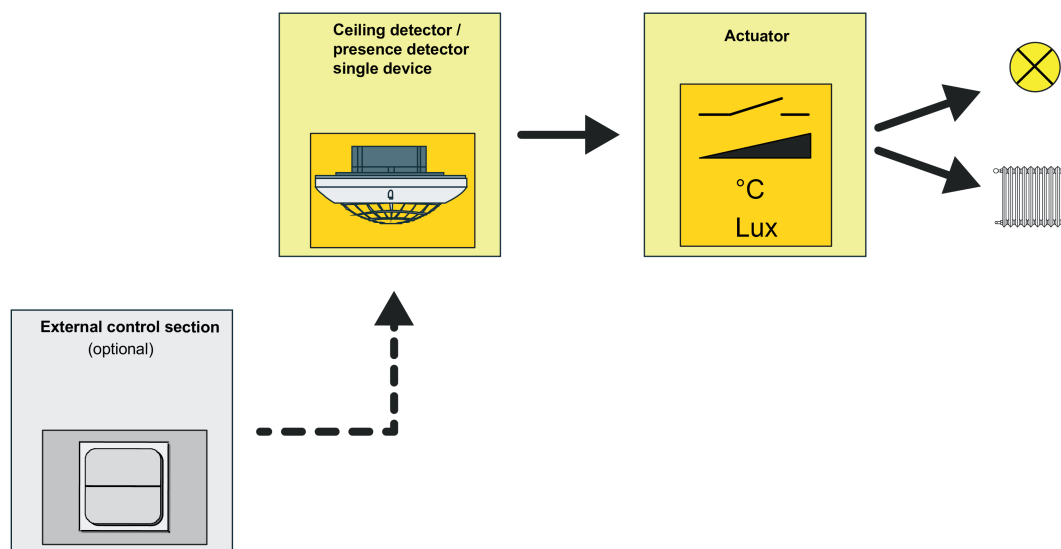 Ceiling detector /
presence detector
single device
Actuator
°C
Lux
External control section
(optional)